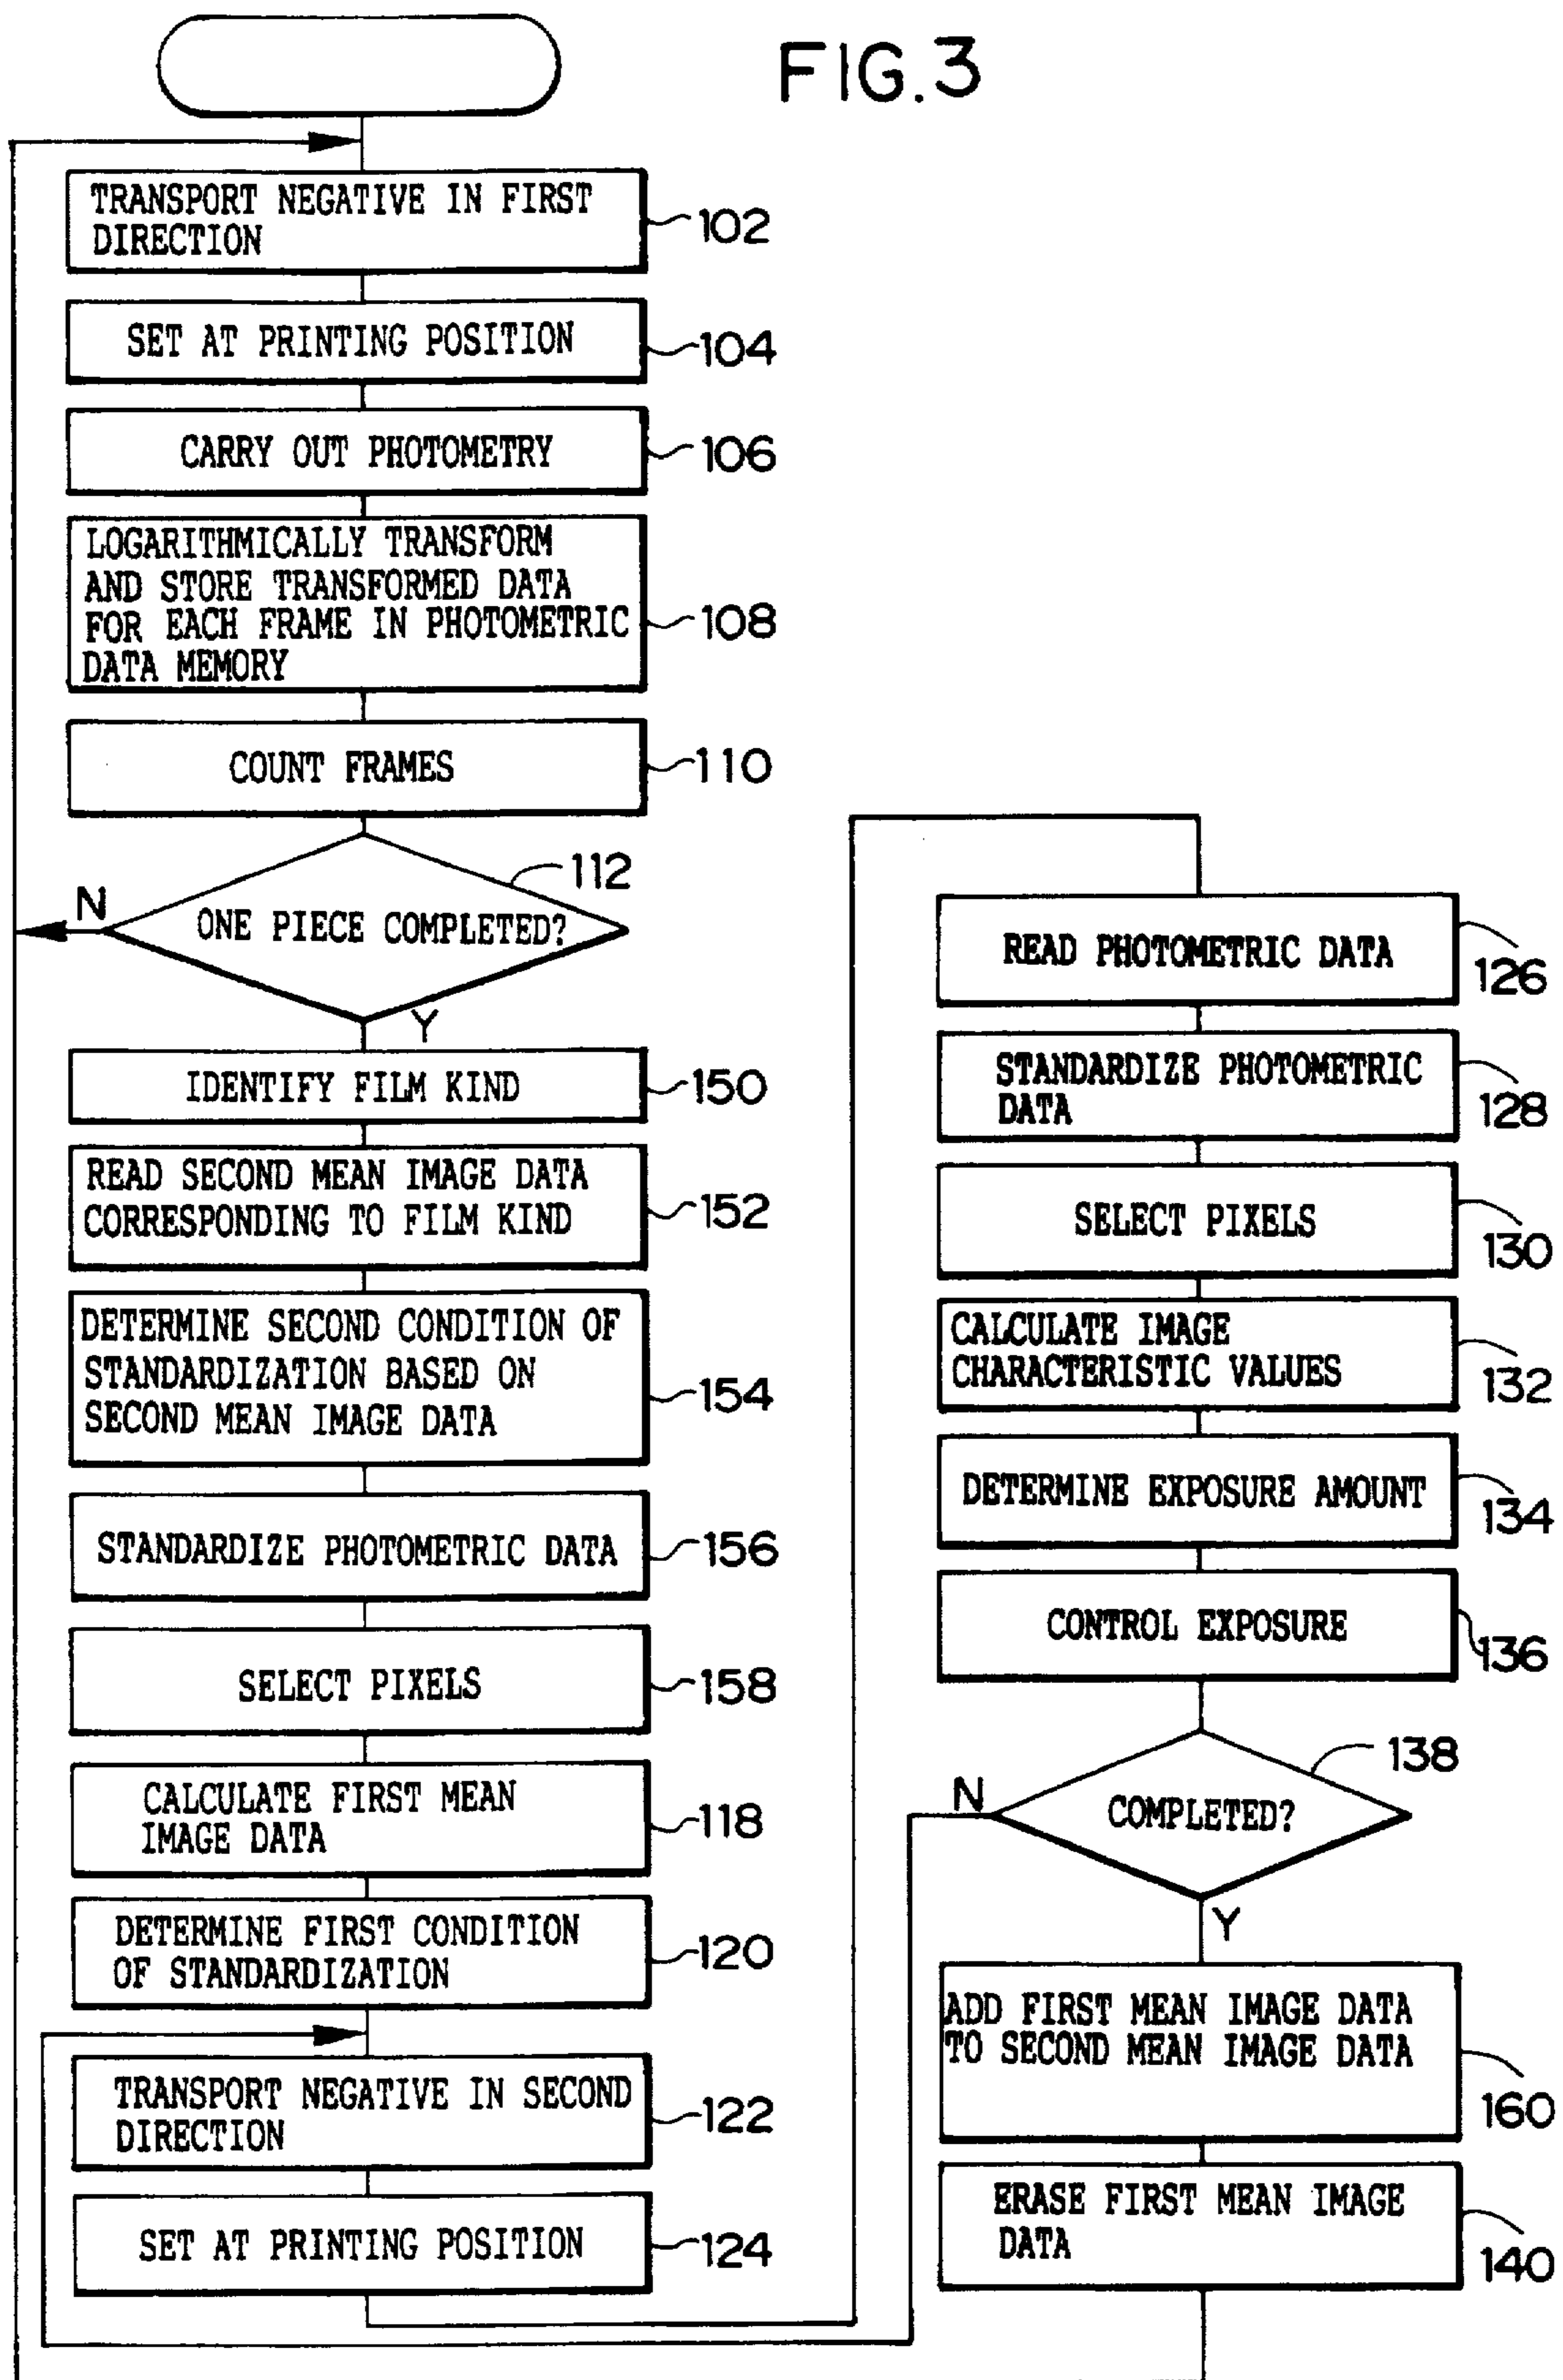 FIG.3
TRANSPORT NEGATIVE IN FIRST
DIRECTION
102
SET AT PRINTING POSITION
104
CARRY OUT PHOTOMETRY
106
LOGARITHMICALLY TRANSFORM
AND STORE TRANSFORMED DATA
FOR EACH FRAME IN PHOTOMETRIC
DATA MEMORY
108
COUNT FRAMES
110
112
ONE PIECE COMPLETED?
N
Y
IDENTIFY FILM KIND
150
READ SECOND MEAN IMAGE DATA
CORRESPONDING TO FILM KIND
152
DETERMINE SECOND CONDITION OF
STANDARDIZATION BASED ON
SECOND MEAN IMAGE DATA
154
STANDARDIZE PHOTOMETRIC DATA
156
SELECT PIXELS
158
CALCULATE FIRST MEAN
IMAGE DATA
118
DETERMINE FIRST CONDITION
OF STANDARDIZATION
120
TRANSPORT NEGATIVE IN SECOND
DIRECTION
122
SET AT PRINTING POSITION
124
READ PHOTOMETRIC DATA
126
STANDARDIZE PHOTOMETRIC
DATA
128
SELECT PIXELS
130
CALCULATE IMAGE
CHARACTERISTIC VALUES
132
DETERMINE EXPOSURE AMOUNT
134
CONTROL EXPOSURE
136
138
N
COMPLETED?
Y
ADD FIRST MEAN IMAGE DATA
TO SECOND MEAN IMAGE DATA
160
ERASE FIRST MEAN IMAGE
DATA
140